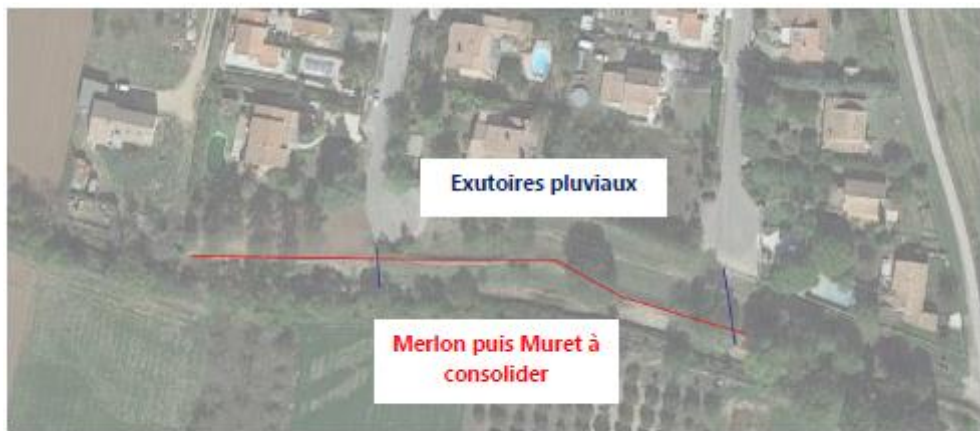 Exutoires pluviaux
Merlon puis Muret à
consolider